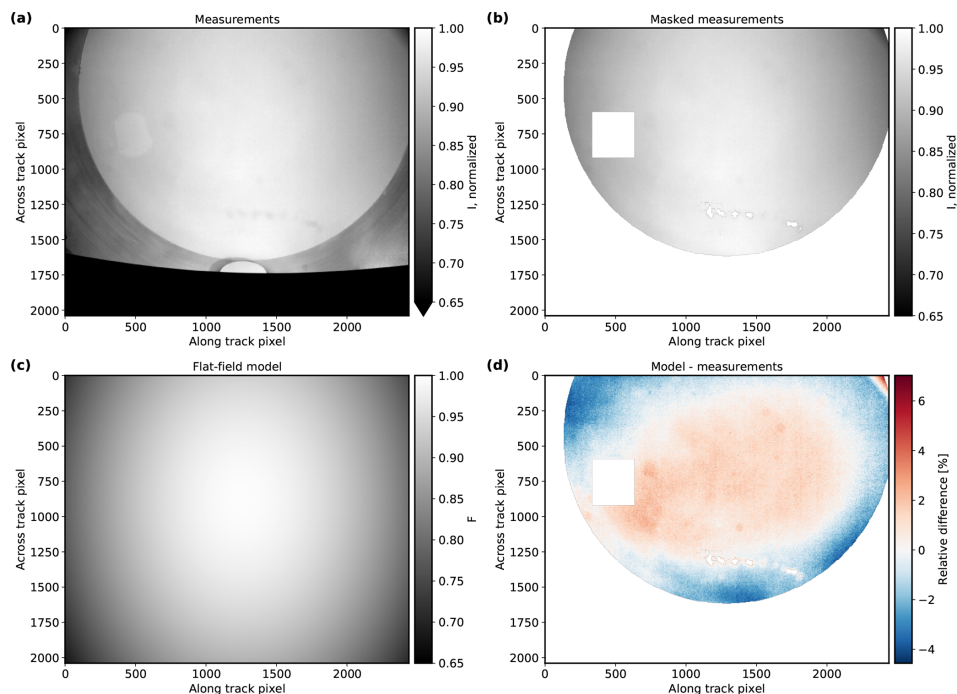 (a)
Measurements
0
250
500
750
1000
1250
1500
1750
2000
Across track pixel
0 500 1000 1500 2000
Along track pixel
1.00
0.95
0.90
0.85
0.80
0.75
0.70
0.65
I, normalized
(b)
Masked measurements
0
250
500
750
1000
1250
1500
1750
2000
Across track pixel
0 500 1000 1500 2000
Along track pixel
1.00
0.95
0.90
0.85
0.80
0.75
0.70
0.65
I, normalized
(c)
Flat-field model
0
250
500
750
1000
1250
1500
1750
2000
Across track pixel
0 500 1000 1500 2000
Along track pixel
1.00
0.95
0.90
0.85
0.80
0.75
0.70
0.65
F
(d)
Model - measurements
0
250
500
750
1000
1250
1500
1750
2000
Across track pixel
0 500 1000 1500 2000
Along track pixel
6
4
2
0
−2
−4
Relative difference [%]